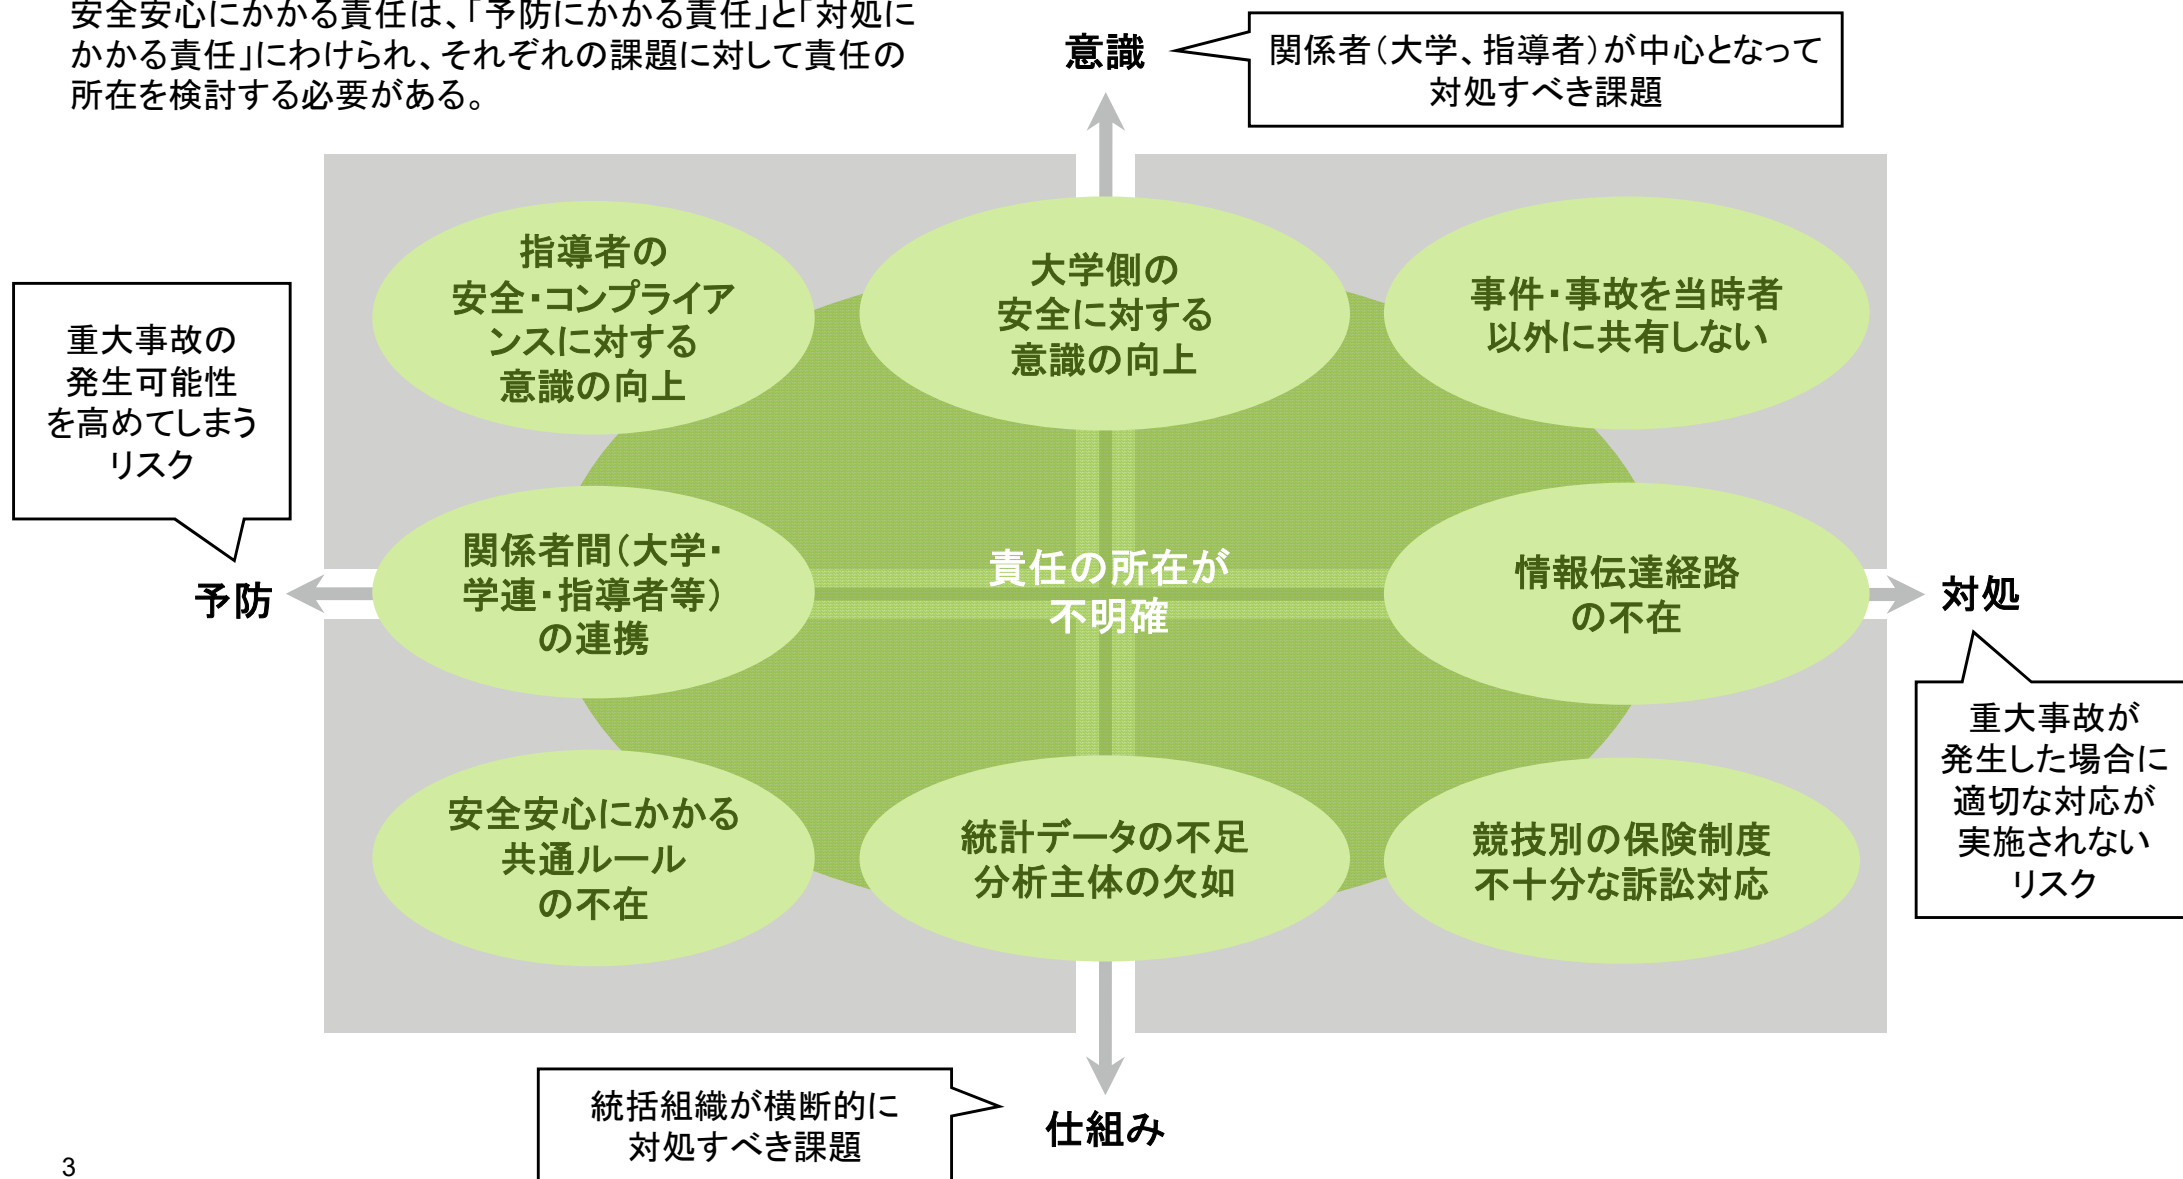 安全安心にかかる責任は、「予防にかかる責任」と「対処に
かかる責任」にわけられ、それぞれの課題に対して責任の
所在を検討する必要がある。
意識
関係者（大学、指導者）が中心となって
対処すべき課題
指導者の
安全・コンプライア
ンスに対する
意識の向上
大学側の
安全に対する
意識の向上
事件・事故を当時者
以外に共有しない
重大事故の
発生可能性
を高めてしまう
リスク
予防
関係者間（大学・
学連・指導者等）
の連携
責任の所在が
不明確
情報伝達経路
の不在
対処
重大事故が
発生した場合に
適切な対応が
実施されない
リスク
安全安心にかかる
共通ルール
の不在
統計データの不足
分析主体の欠如
競技別の保険制度
不十分な訴訟対応
統括組織が横断的に
対処すべき課題
仕組み
3